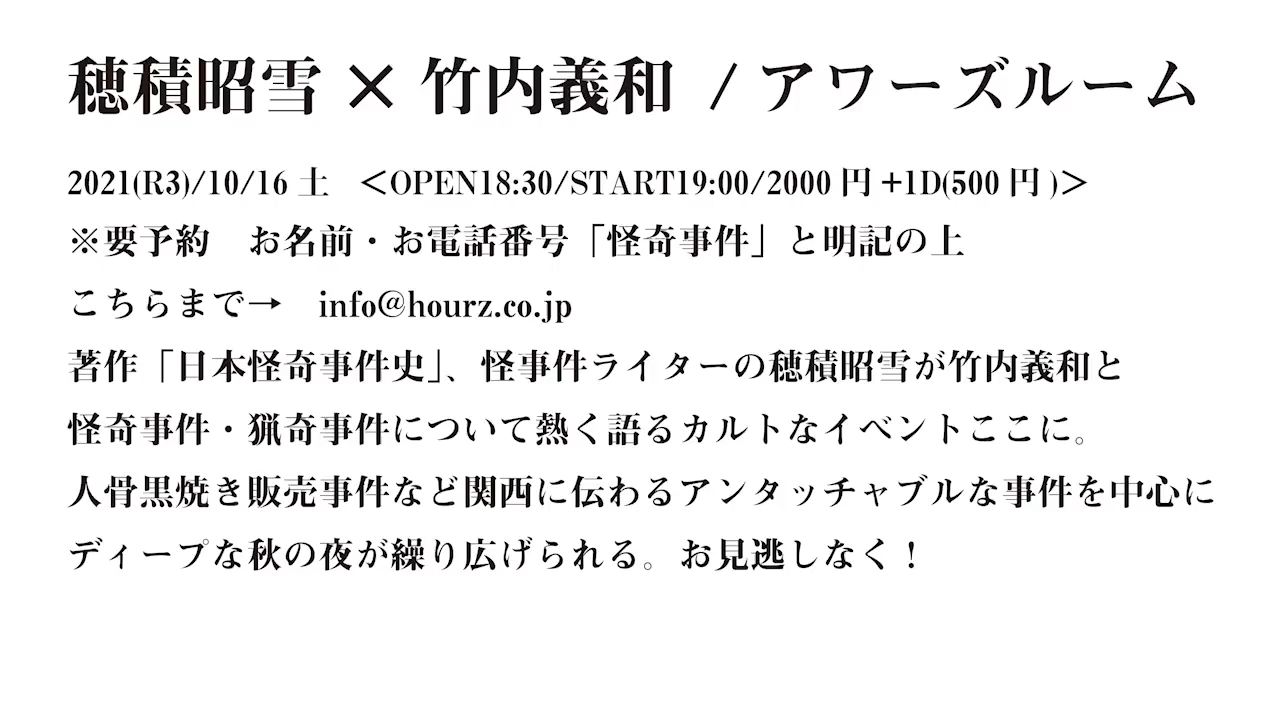 穂積昭雪 × 竹内義和 / アワーズルーム
2021(R3)/10/16 土 <OPEN18:30/START19:00/2000 円 +1D(500 円 )>
※要予約 お名前・お電話番号「怪奇事件」と明記の上
こちらまで→ info@hourz.co.jp
著作「日本怪奇事件史」、怪事件ライターの穂積昭雪が竹内義和と
怪奇事件・猟奇事件について熱く語るカルトなイベントここに。
人骨黒焼き販売事件など関西に伝わるアンタッチャブルな事件を中心に
ディープな秋の夜が繰り広げられる。お見逃しなく！